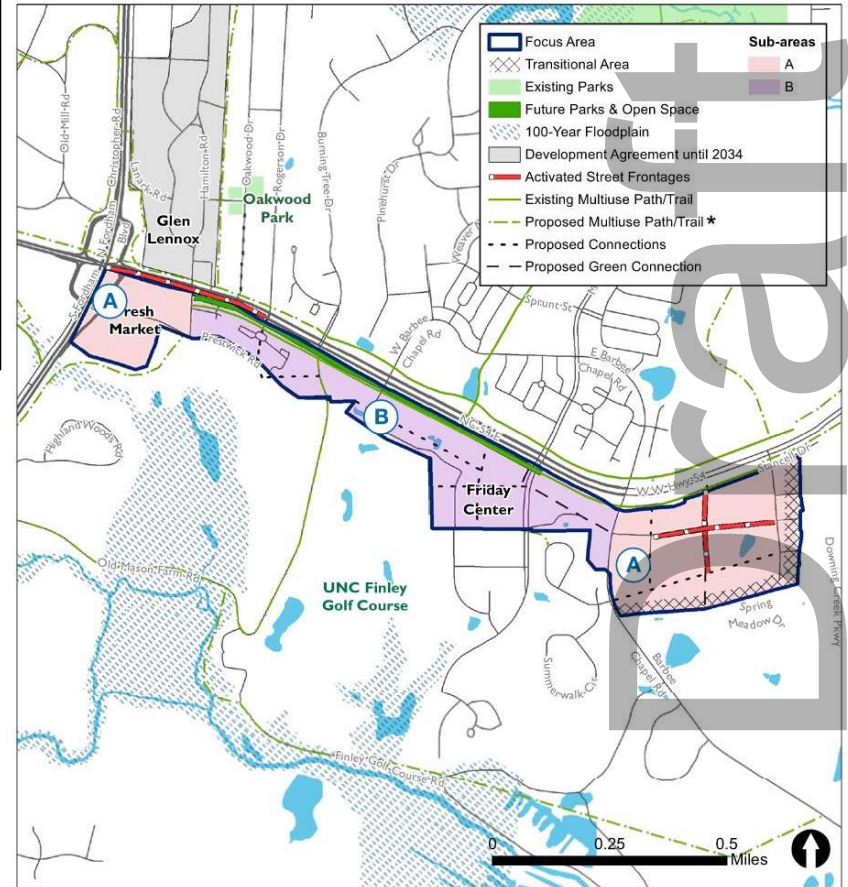 Focus Area
Transitional Area
Existing Parks
Future Parks & Open Space
100-Year Floodplain
Development Agreement until 2034
Activated Street Frontages
Existing Multiuse Path/Trail
Proposed Multiuse Path/Trail *
Proposed Connections
Proposed Green Connection
Sub-areas
A
B
Draft
Old Mill Rd
Christopher Rd
N Fordham
Blvd
S Fordham
Lanark Rd
Hamilton Rd
Oakwood Dr
Rogerson Dr
Burning Tree Dr
Pinehurst Dr
Oakwood
Park
Glen
Lennox
A
resh
Market
Prestwick Rd
W Barbee
Chapel Rd
Sprunt St
E Barbee
Chapel Rd
B
NC 54 E
W W Hwy 54
Stancell Dr
Highland Woods Rd
Friday
Center
A
Old Mason Farm Rd
UNC Finley
Golf Course
Spring
Meadow Dr
Downing Creek Pkwy
Summerwalk Cir
Barbee
Chapel Rd
Finley Golf Course Rd
0 0.25 0.5
Miles